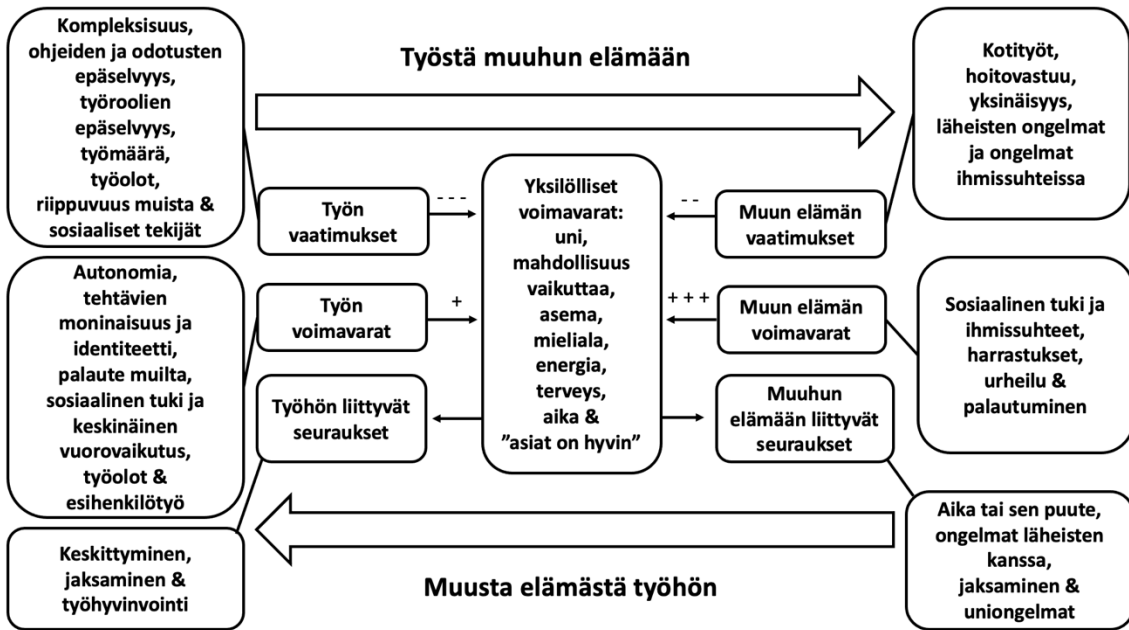 Kompleksisuus,
ohjeiden ja odotusten
epäselvyys,
työroolien
epäselvyys,
työmäärä,
työolot,
riippuvuus muista &
sosiaaliset tekijät
Työstä muuhun elämään
Kotityöt,
hoitovastuu,
yksinäisyys,
läheisten ongelmat
ja ongelmat
ihmissuhteissa
Työn
vaatimukset
- - -
Yksilölliset
voimavarat:
uni,
mahdollisuus
vaikuttaa,
asema,
mieliala,
energia,
terveys,
aika &
”asiat on hyvin”
- -
Muun elämän
vaatimukset
Autonomia,
tehtävien
moninaisuus ja
identiteetti,
palaute muilta,
sosiaalinen tuki ja
keskinäinen
vuorovaikutus,
työolot &
esihenkilötyö
Työn
voimavarat
+
+ + +
Muun elämän
voimavarat
Sosiaalinen tuki ja
ihmissuhteet,
harrastukset,
urheilu &
palautuminen
Työhön liittyvät
seuraukset
Muuhun
elämään liittyvät
seuraukset
Keskittyminen,
jaksaminen &
työhyvinvointi
Muusta elämästä työhön
Aika tai sen puute,
ongelmat läheisten
kanssa,
jaksaminen &
uniongelmat